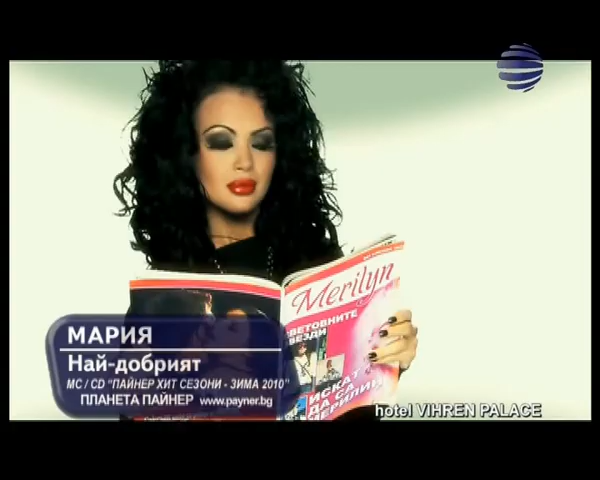 Merilyn
СВЕТОВНИТЕ
ЗВЕЗДИ
ИСКАТ
ДА СА
МЕРИЛИН
МАРИЯ
Най-добрият
MC / CD "ПАЙНЕР ХИТ СЕЗОНИ - ЗИМА 2010"
ПЛАНЕТА ПАЙНЕР www.payner.bg
hotel VIHREN PALACE